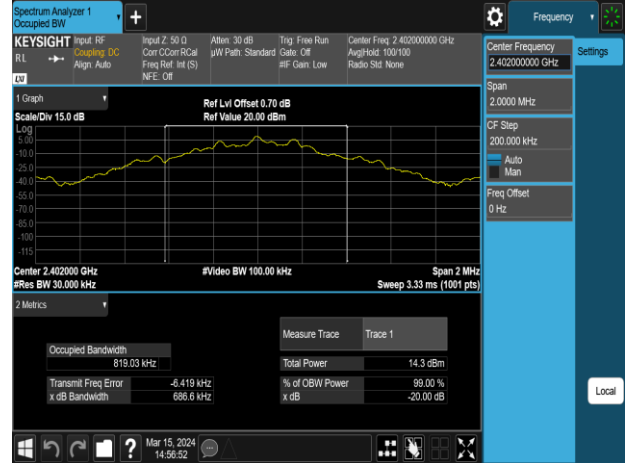 Spectrum Analyzer 1
Occupied BW
Frequency
KEYSIGHT
RL
LXI
Input: RF
Coupling: DC
Align: Auto
Input Z: 50 Ω
Corr CCorr RCal
Freq Ref: Int (S)
NFE: Off
Atten: 30 dB
µW Path: Standard
Trig: Free Run
Gate: Off
#IF Gain: Low
Center Freq: 2.402000000 GHz
Avg|Hold: 100/100
Radio Std: None
Center Frequency
2.402000000 GHz
Settings
Span
2.0000 MHz
CF Step
200.000 kHz
Auto
Man
Freq Offset
0 Hz
Local
1 Graph
Scale/Div 15.0 dB
Ref Lvl Offset 0.70 dB
Ref Value 20.00 dBm
Log
5.00
-10.0
-25.0
-40.0
-55.0
-70.0
-85.0
-100
-115
Center 2.402000 GHz
#Video BW 100.00 kHz
Span 2 MHz
#Res BW 30.000 kHz
Sweep 3.33 ms (1001 pts)
2 Metrics
Measure Trace Trace 1
Occupied Bandwidth
819.03 kHz
Total Power 14.3 dBm
Transmit Freq Error -6.419 kHz
% of OBW Power 99.00 %
x dB Bandwidth 686.6 kHz
x dB -20.00 dB
Mar 15, 2024
14:56:52